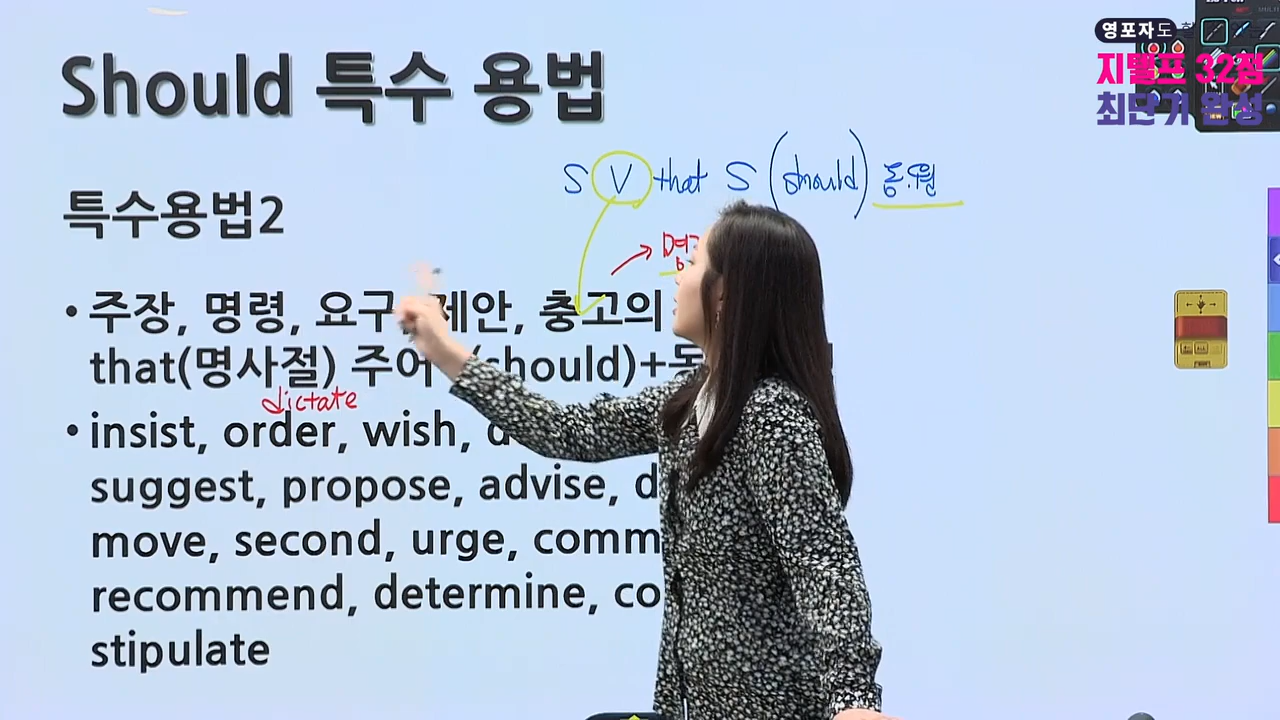 Should 특수 용법
영포자도
지텔프 32점
최단기 완성
S V that S (should) 동.원
특수용법2
• 주장, 명령, 요구, 제안, 충고의
that(명사절) 주어 (should)+
dictate
• insist, order, wish,
suggest, propose, advise,
move, second, urge,
recommend, determine,
stipulate